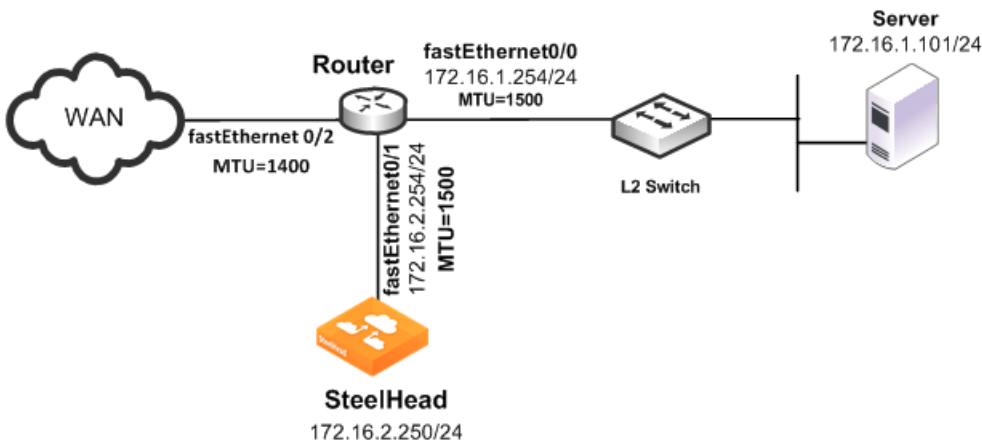 Server
172.16.1.101/24
fastEthernet0/0
172.16.1.254/24
MTU=1500
Router
WAN
fastEthernet 0/2
MTU=1400
L2 Switch
fastEthernet0/1
172.16.2.254/24
MTU=1500
SteelHead
SteelHead
172.16.2.250/24